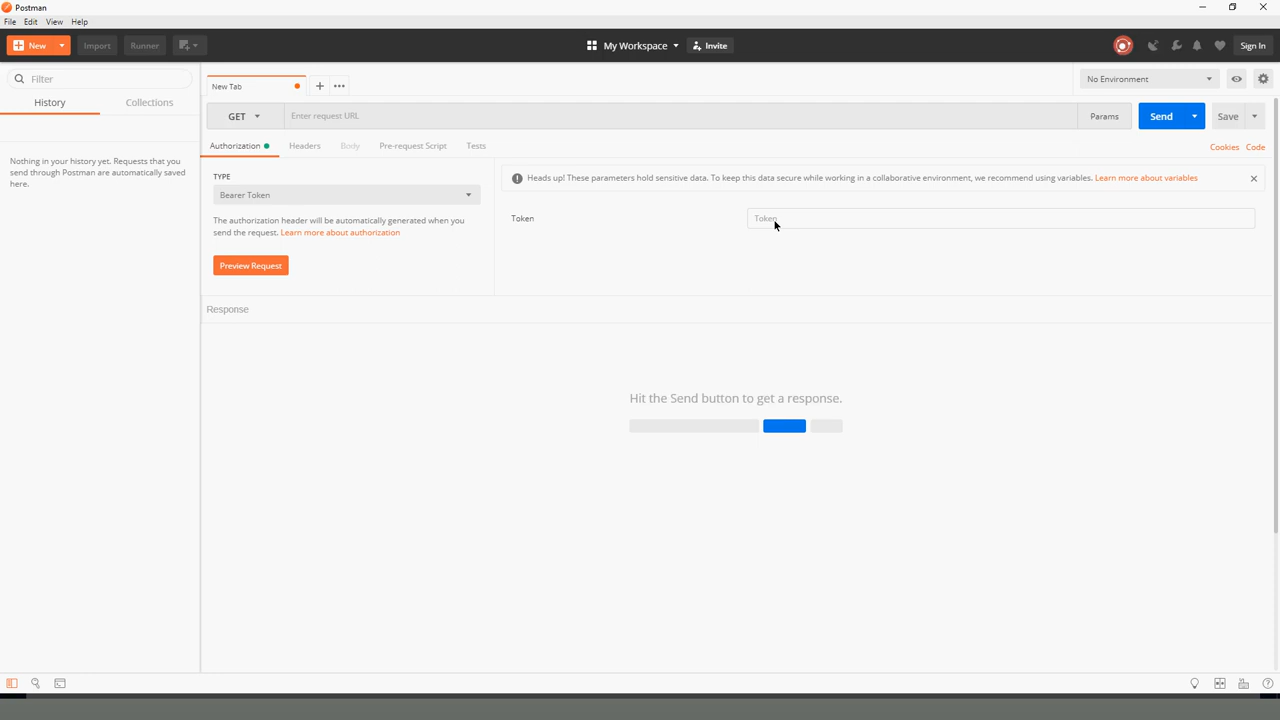 Postman
File Edit View Help
New Import Runner My Workspace Invite Sign In
Filter
History Collections
Nothing in your history yet. Requests that you
send through Postman are automatically saved
here.
New Tab
No Environment
GET Enter request URL Params Send Save
Authorization Headers Body Pre-request Script Tests Cookies Code
TYPE
Bearer Token
The authorization header will be automatically generated when you
send the request. Learn more about authorization
Preview Request
Heads up! These parameters hold sensitive data. To keep this data secure while working in a collaborative environment, we recommend using variables. Learn more about variables
Token Token
Response
Hit the Send button to get a response.